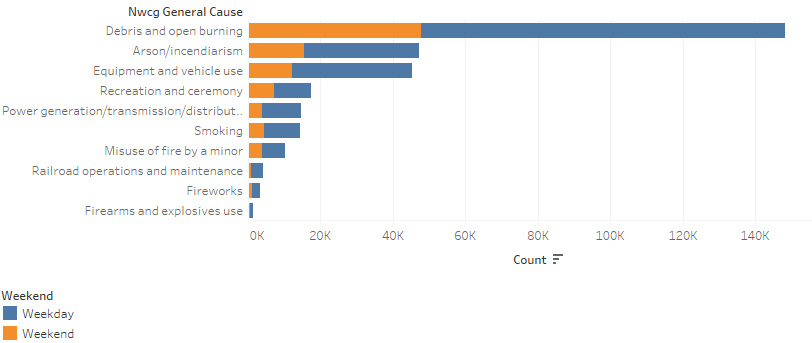 Nwcg General Cause
Debris and open burning
Arson/incendiarism
Equipment and vehicle use
Recreation and ceremony
Power generation/transmission/distribut..
Smoking
Misuse of fire by a minor
Railroad operations and maintenance
Fireworks
Firearms and explosives use
0K 20K 40K 60K 80K 100K 120K 140K
Count
Weekend
Weekday
Weekend